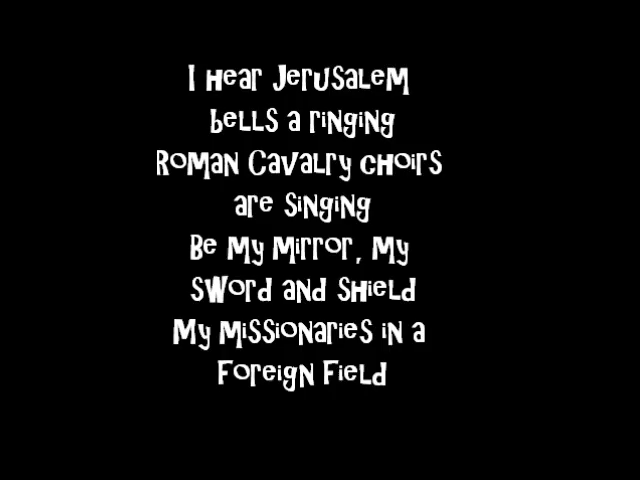 I Hear Jerusalem
bells a ringing
Roman Cavalry choirs
are singing
Be My Mirror, My
Sword and Shield
My Missionaries in a
Foreign Field